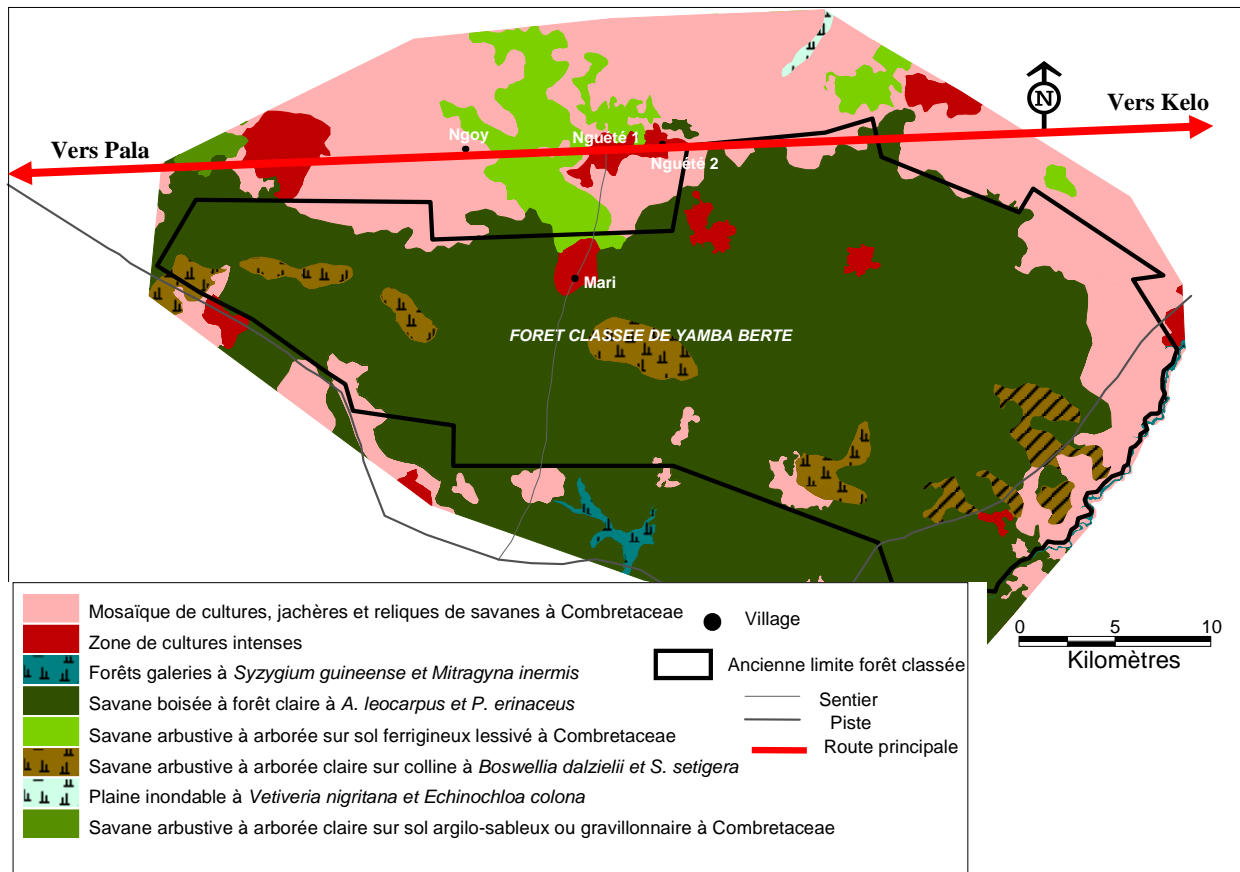 Vers Kelo
Ngoy
Nguété 1
Vers Pala
Nguété 2
N
Mari
FORET CLASSEE DE YAMBA BERTE
Mosaïque de cultures, jachères et reliques de savanes à Combretaceae
Zone de cultures intenses
Forêts galeries à Syzygium guineense et Mitragyna inermis
Savane boisée à forêt claire à A. leocarpus et P. erinaceus
Savane arbustive à arborée sur sol ferrigineux lessivé à Combretaceae
Savane arbustive à arborée claire sur colline à Boswellia dalzielii et S. setigera
Plaine inondable à Vetiveria nigritana et Echinochloa colona
Savane arbustive à arborée claire sur sol argilo-sableux ou gravillonnaire à Combretaceae
Village
Ancienne limite forêt classée
Sentier
Piste
Route principale
0 5 10
Kilomètres